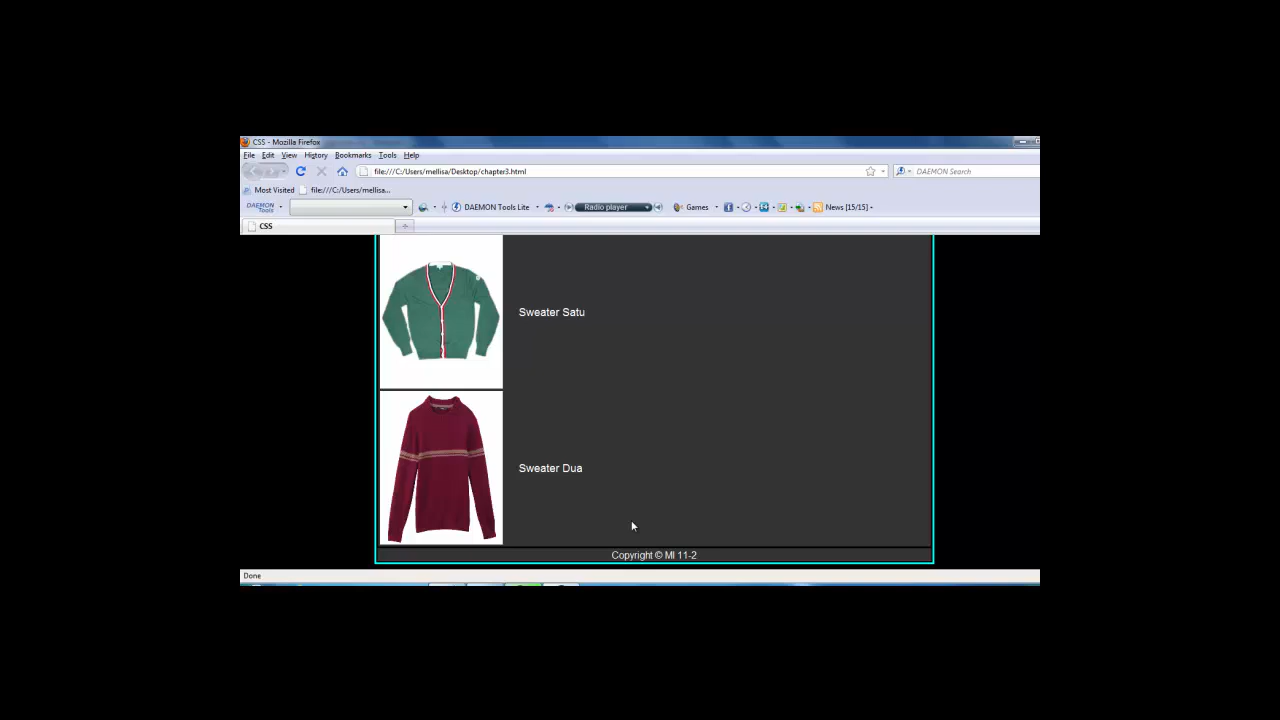 CSS - Mozilla Firefox
File Edit View History Bookmarks Tools Help
file:///C:/Users/mellisa/Desktop/chapter3.html
DAEMON Search
Most Visited file:///C:/Users/mellisa...
DAEMON Tools
DAEMON Tools Lite
Radio player
Games
News [15/15]
CSS
Sweater Satu
Sweater Dua
Copyright © MI 11-2
Done